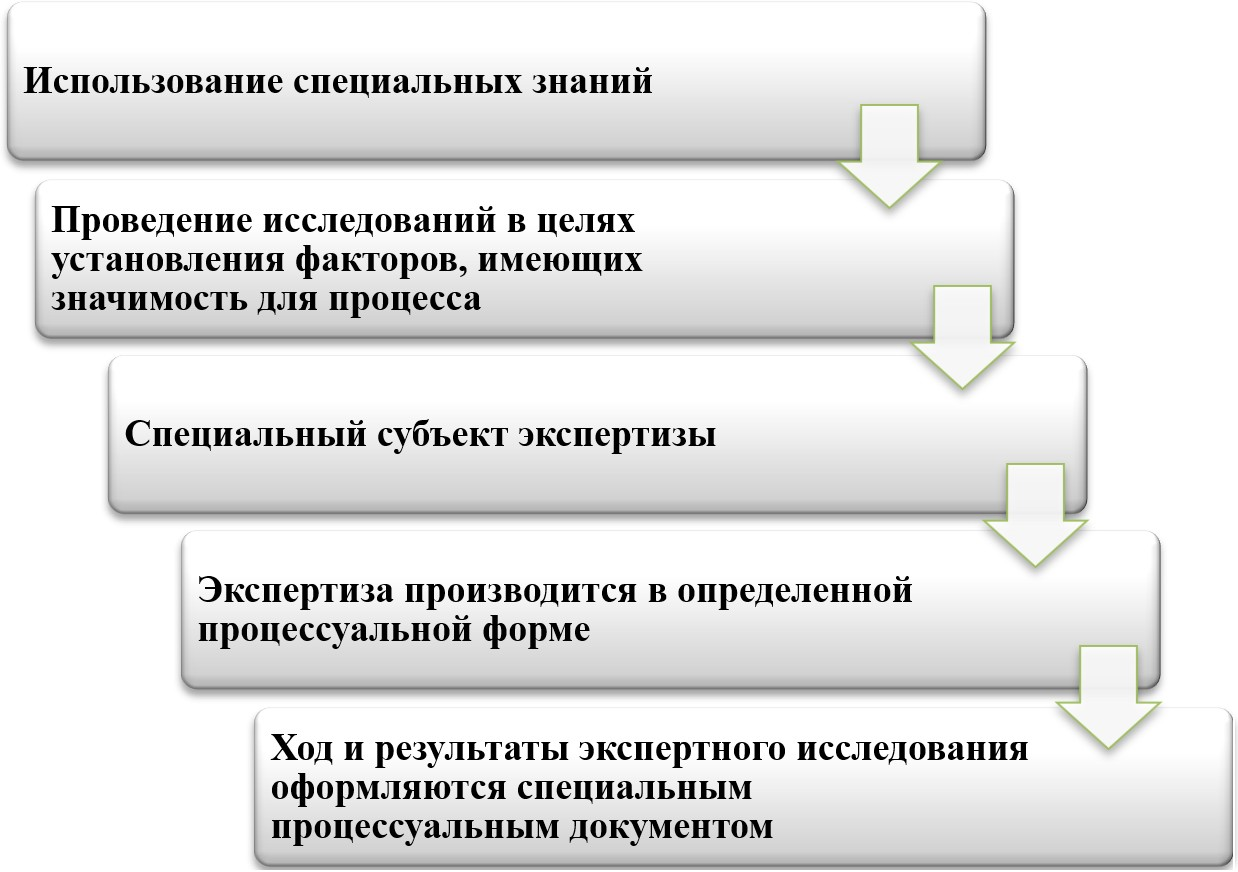 Использование специальных знаний
Проведение исследований в целях
установления факторов, имеющих
значимость для процесса
Специальный субъект экспертизы
Экспертиза производится в определенной
процессуальной форме
Ход и результаты экспертного исследования
оформляются специальным
процессуальным документом